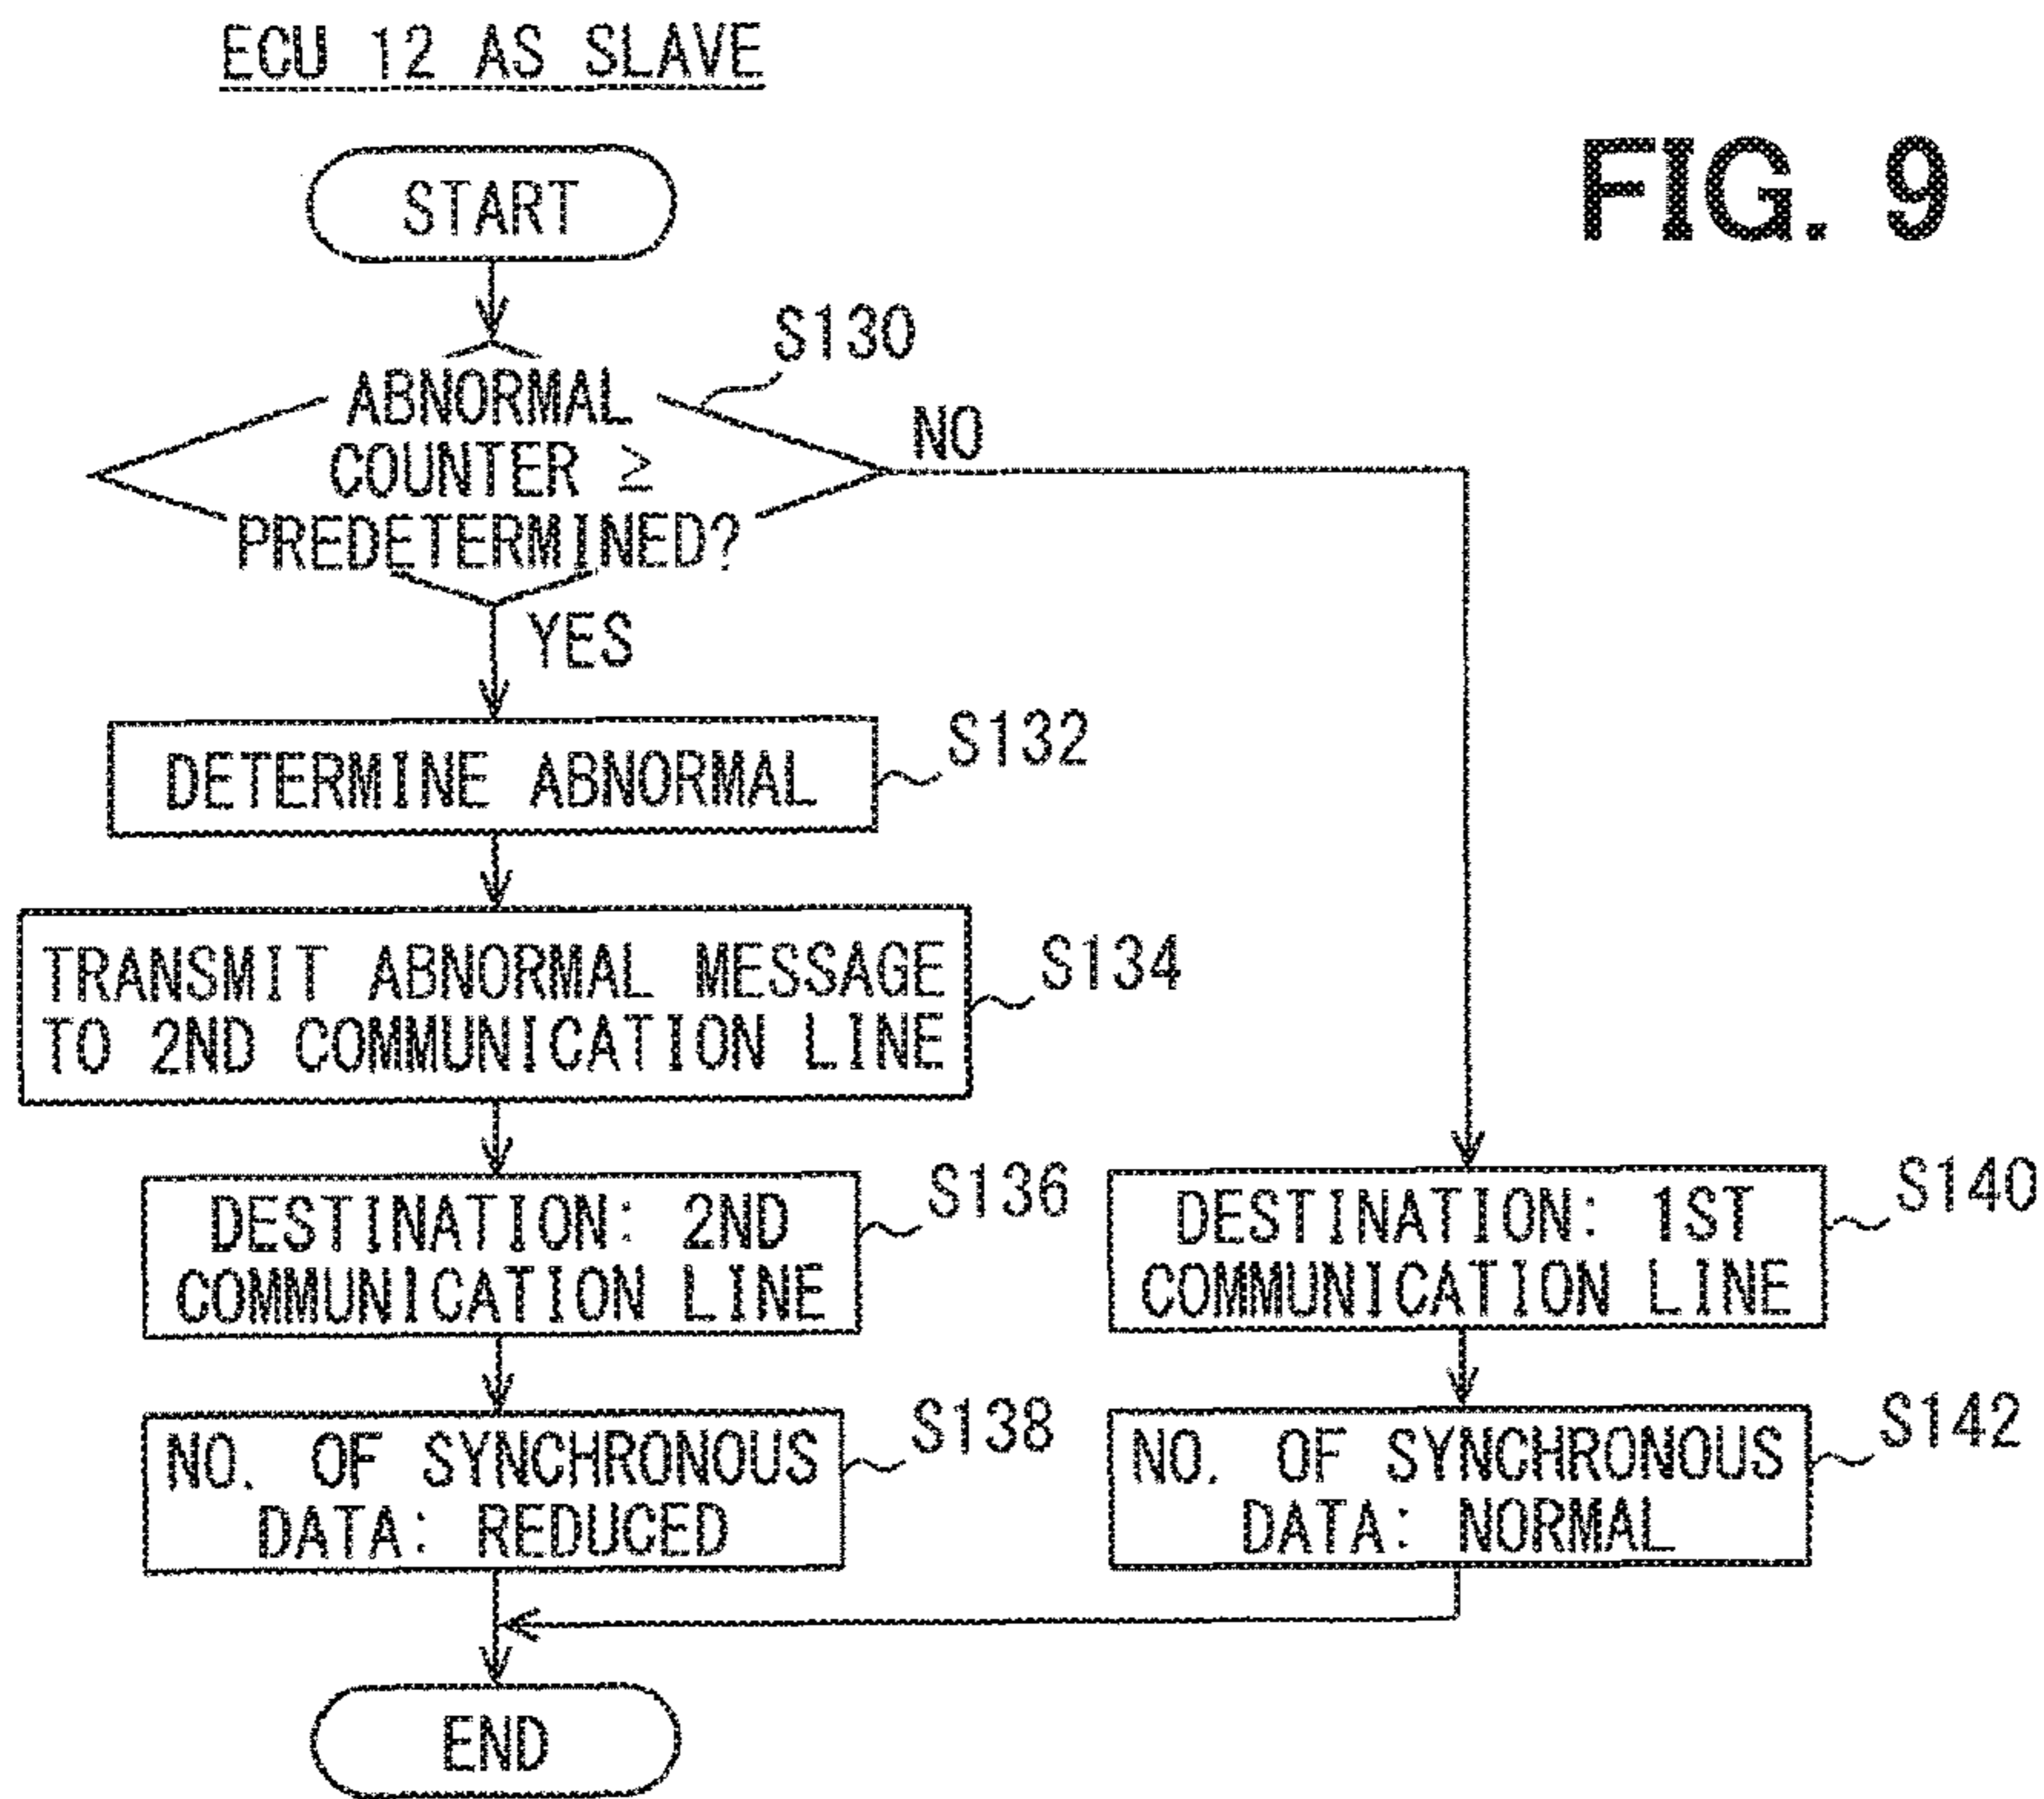 ECU 12 AS SLAVE
FIG. 9
START
S130
ABNORMAL
COUNTER ≥
PREDETERMINED?
NO
YES
DETERMINE ABNORMAL
S132
TRANSMIT ABNORMAL MESSAGE
TO 2ND COMMUNICATION LINE
S134
DESTINATION: 2ND
COMMUNICATION LINE
S136
DESTINATION: 1ST
COMMUNICATION LINE
S140
NO. OF SYNCHRONOUS
DATA: REDUCED
S138
NO. OF SYNCHRONOUS
DATA: NORMAL
S142
END